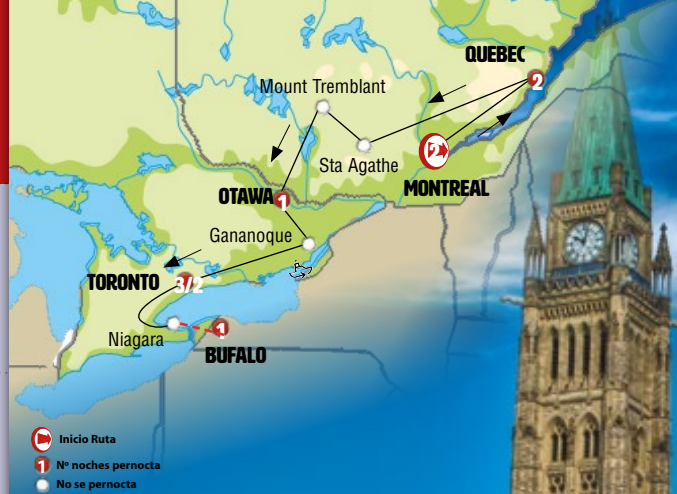 QUEBEC
2
Mount Tremblant
Sta Agathe
2
MONTREAL
OTAWA
1
Gananoque
TORONTO
3/2
Niagara
1
BUFALO
Inicio Ruta
1
Nº noches pernocta
No se pernocta